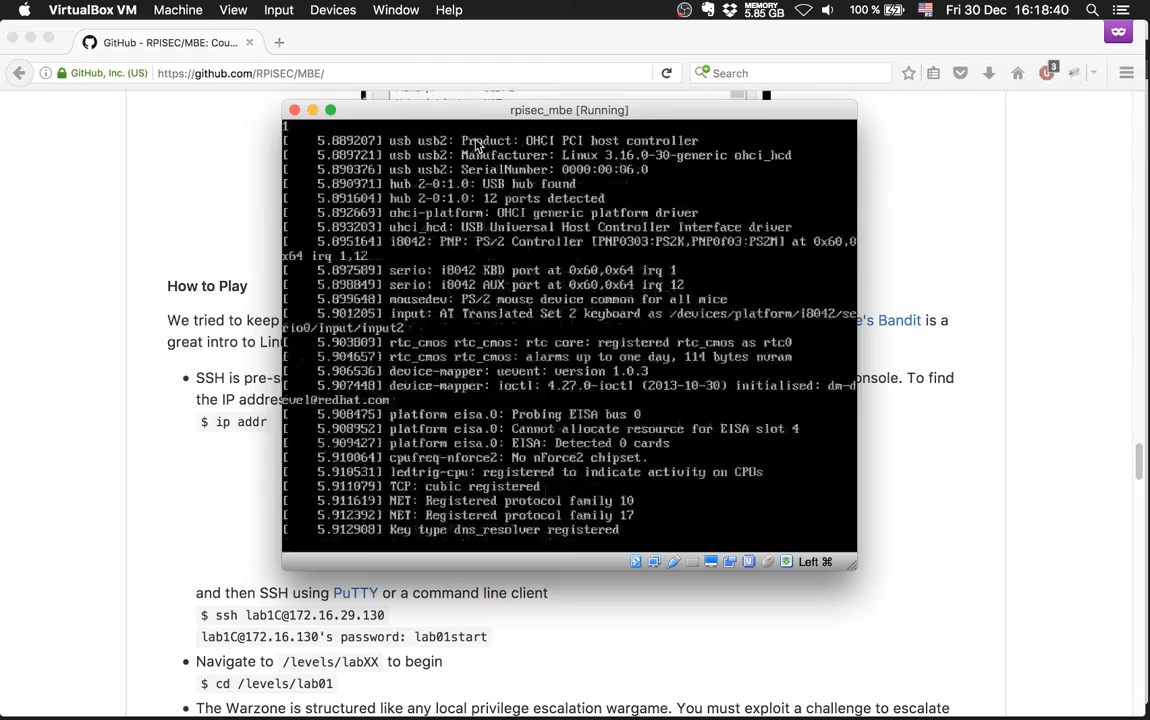 VirtualBox VM Machine View Input Devices Window Help MEMORY 5.85 GB 100 % Fri 30 Dec 16:18:40
GitHub - RPISEC/MBE: Cou...
GitHub, Inc. (US) https://github.com/RPISEC/MBE/ Search 3
rpisec_mbe [Running]
1
[ 5.889207] usb usb2: Product: OHCI PCI host controller
[ 5.889721] usb usb2: Manufacturer: Linux 3.16.0-30-generic ohci_hcd
[ 5.890376] usb usb2: SerialNumber: 0000:00:06.0
[ 5.890971] hub 2-0:1.0: USB hub found
[ 5.891604] hub 2-0:1.0: 12 ports detected
[ 5.892669] ohci-platform: OHCI generic platform driver
[ 5.893203] uhci_hcd: USB Universal Host Controller Interface driver
[ 5.895164] i8042: PNP: PS/2 Controller [PNP0303:PS2K,PNP0f03:PS2M] at 0x60,0
x64 irq 1,12
[ 5.897589] serio: i8042 KBD port at 0x60,0x64 irq 1
[ 5.898849] serio: i8042 AUX port at 0x60,0x64 irq 12
[ 5.899648] mousedev: PS/2 mouse device common for all mice
[ 5.901205] input: AT Translated Set 2 keyboard as /devices/platform/i8042/se
rio0/input/input2
[ 5.903809] rtc_cmos rtc_cmos: rtc core: registered rtc_cmos as rtc0
[ 5.904657] rtc_cmos rtc_cmos: alarms up to one day, 114 bytes nvram
[ 5.906536] device-mapper: uevent: version 1.0.3
[ 5.907448] device-mapper: ioctl: 4.27.0-ioctl (2013-10-30) initialised: dm-d
evel@redhat.com
[ 5.908475] platform eisa.0: Probing EISA bus 0
[ 5.908952] platform eisa.0: Cannot allocate resource for EISA slot 4
[ 5.909427] platform eisa.0: EISA: Detected 0 cards
[ 5.910064] cpufreq-nforce2: No nForce2 chipset.
[ 5.910531] ledtrig-cpu: registered to indicate activity on CPUs
[ 5.911079] TCP: cubic registered
[ 5.911619] NET: Registered protocol family 10
[ 5.912392] NET: Registered protocol family 17
[ 5.912908] Key type dns_resolver registered
Left ⌘
How to Play
We tried to keep e's Bandit is a
great intro to Lin
• SSH is pre-s onsole. To find
the IP addres
$ ip addr
and then SSH using PuTTY or a command line client
$ ssh lab1C@172.16.29.130
lab1C@172.16.130's password: lab01start
• Navigate to /levels/labXX to begin
$ cd /levels/lab01
• The Warzone is structured like any local privilege escalation wargame. You must exploit a challenge to escalate